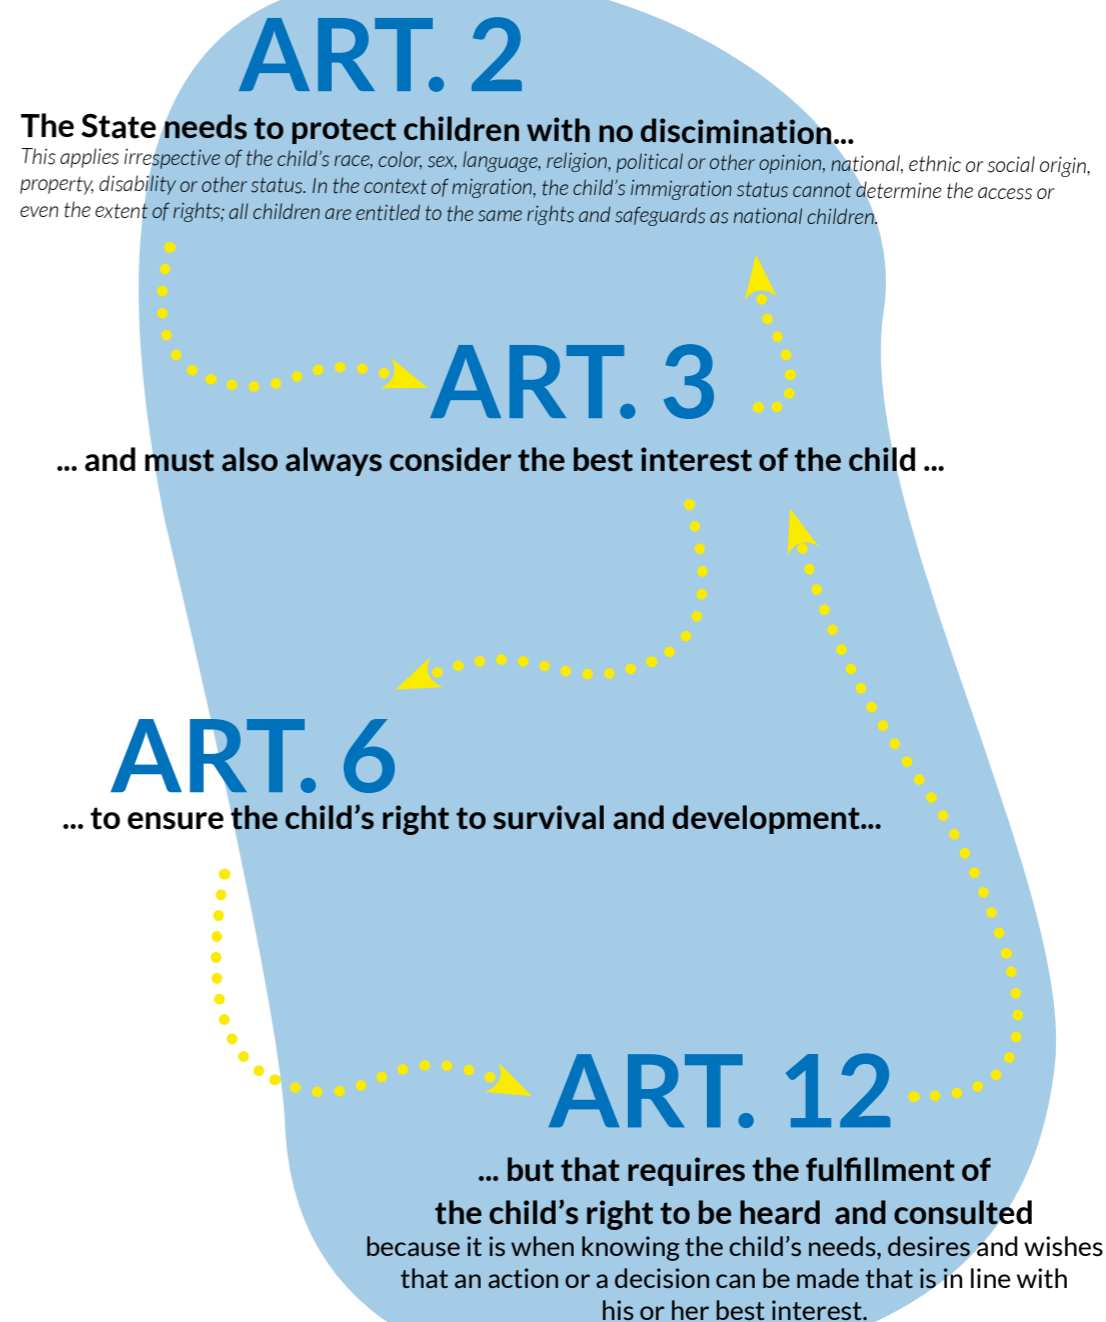 ART. 2
The State needs to protect children with no discimination...
This applies irrespective of the child's race, color, sex, language, religion, political or other opinion, national, ethnic or social origin,
property, disability or other status. In the context of migration, the child's immigration status cannot determine the access or
even the extent of rights; all children are entitled to the same rights and safeguards as national children.
ART. 3
... and must also always consider the best interest of the child ...
ART. 6
... to ensure the child's right to survival and development...
ART. 12
... but that requires the fulfillment of
the child's right to be heard  and consulted
because it is when knowing the child's needs, desires and wishes
that an action or a decision can be made that is in line with
his or her best interest.